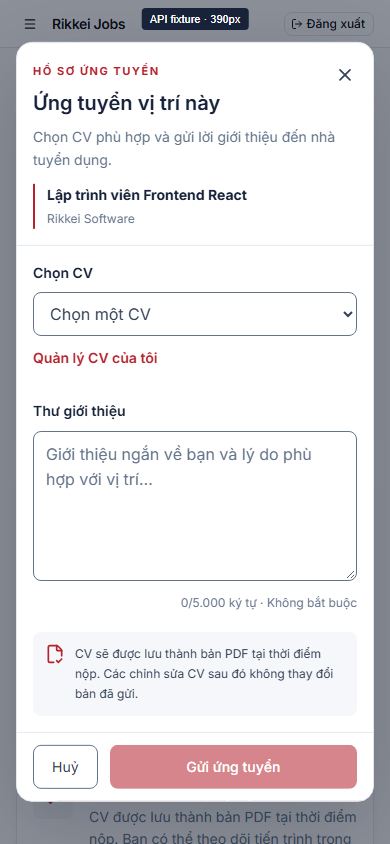 Rikkei Jobs
API fixture · 390px
Đăng xuất
HỒ SƠ ỨNG TUYỂN
Ứng tuyển vị trí này
Chọn CV phù hợp và gửi lời giới thiệu đến nhà
tuyển dụng.
Lập trình viên Frontend React
Rikkei Software
Chọn CV
Chọn một CV
Quản lý CV của tôi
Thư giới thiệu
Giới thiệu ngắn về bạn và lý do phù
hợp với vị trí...
0/5.000 ký tự · Không bắt buộc
CV sẽ được lưu thành bản PDF tại thời điểm
nộp. Các chỉnh sửa CV sau đó không thay đổi
bản đã gửi.
Huỷ
Gửi ứng tuyển
CV được lưu thành bản PDF tại thời điểm
nộp. Bạn có thể theo dõi tiến trình trong